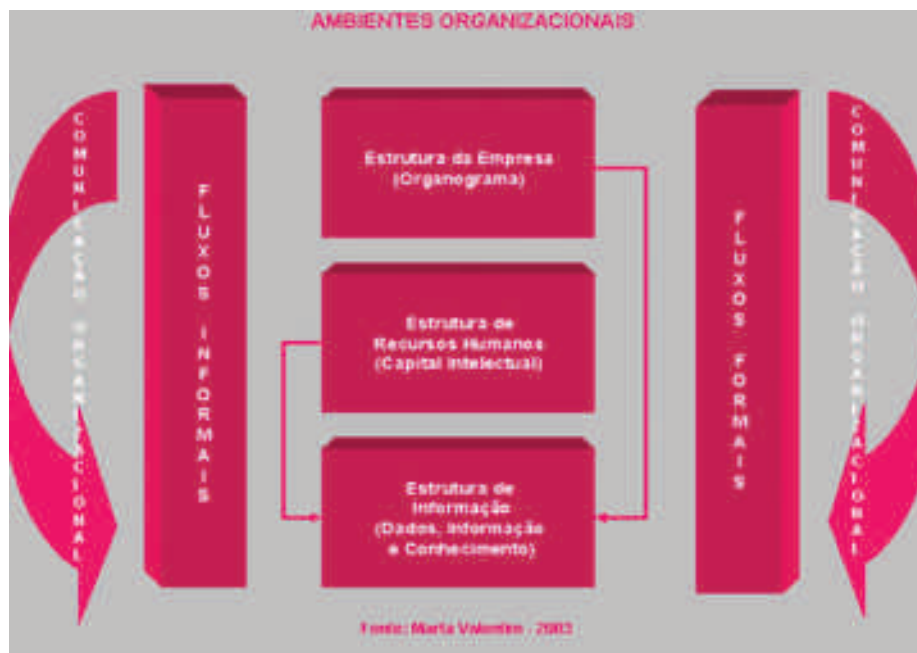 AMBIENTES ORGANIZACIONAIS
COMUNICAÇÃO ORGANIZACIONAL
FLUXOS INFORMAIS
Estrutura da Empresa
(Organograma)
Estrutura de
Recursos Humanos
(Capital Intelectual)
Estrutura de
Informação
(Dados, Informação
e Conhecimento)
FLUXOS FORMAIS
COMUNICAÇÃO ORGANIZACIONAL
Fonte: Marta Valentim - 2003